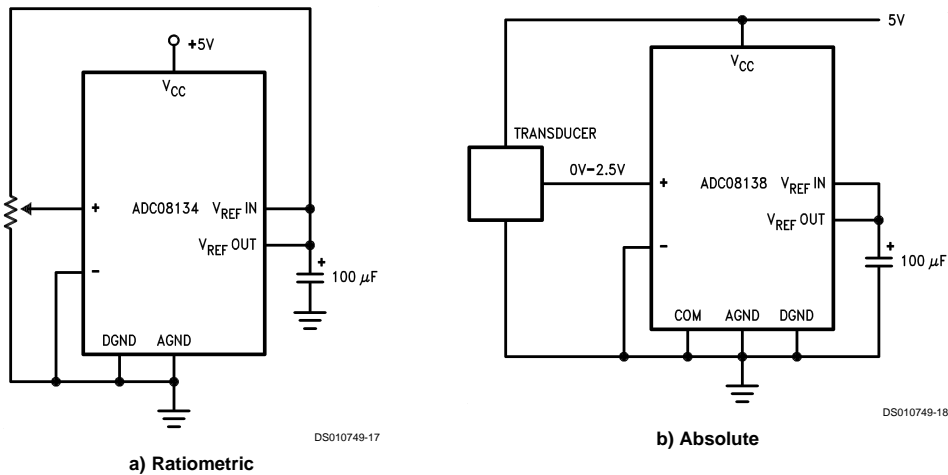 +5V
VCC
+
ADC08134
VREF IN
VREF OUT
−
+
100 μF
DGND
AGND
DS010749-17
a) Ratiometric
5V
VCC
TRANSDUCER
0V−2.5V
+
ADC08138
VREF IN
VREF OUT
−
+
100 μF
COM
AGND
DGND
DS010749-18
b) Absolute